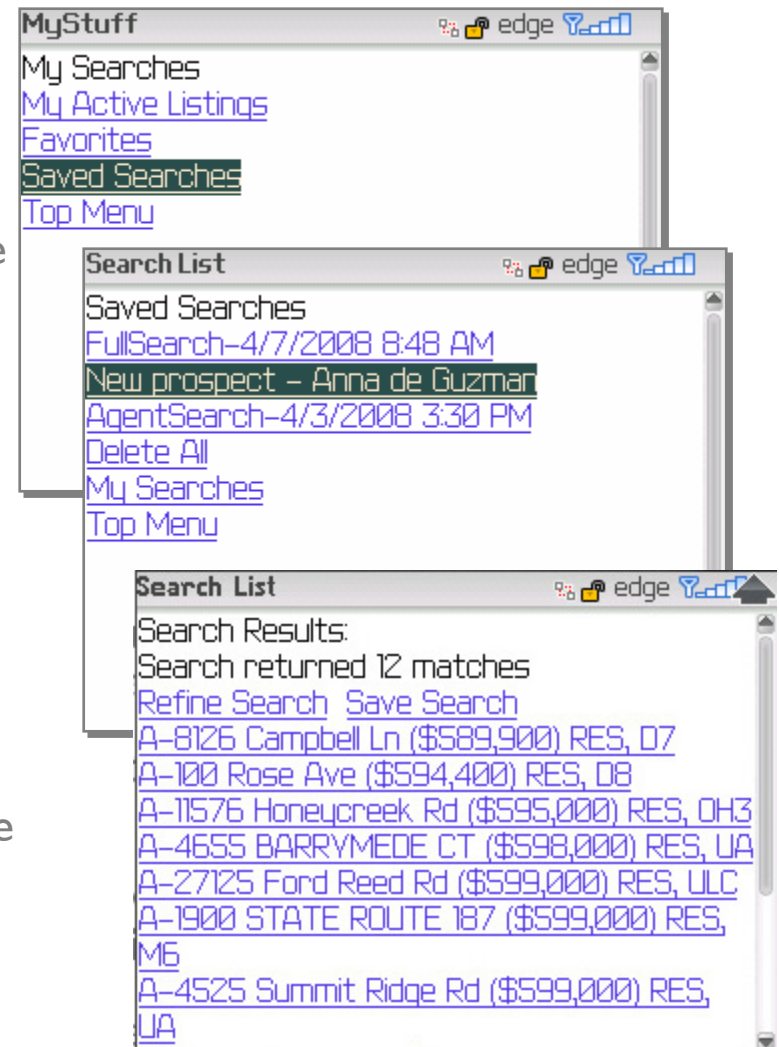 MyStuff edge
My Searches
My Active Listings
Favorites
Saved Searches
Top Menu
e
Search List edge
Saved Searches
FullSearch-4/7/2008 8:48 AM
New prospect - Anna de Guzman
AgentSearch-4/3/2008 3:30 PM
Delete All
My Searches
Top Menu
Search List edge
Search Results:
Search returned 12 matches
Refine Search Save Search
A-8126 Campbell Ln ($589,900) RES, D7
A-100 Rose Ave ($594,400) RES, D8
e
A-11576 Honeycreek Rd ($595,000) RES, OH3
A-4655 BARRYMEDE CT ($598,000) RES, UA
A-27125 Ford Reed Rd ($599,000) RES, ULC
A-1900 STATE ROUTE 187 ($599,000) RES,
M6
A-4525 Summit Ridge Rd ($599,000) RES,
UA